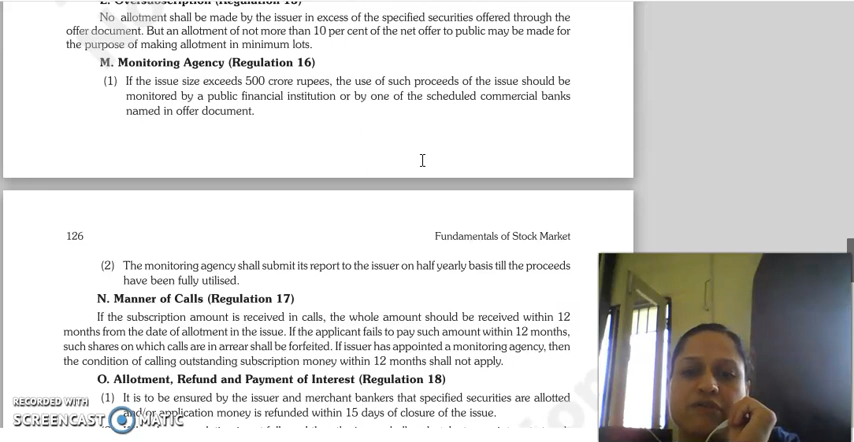 No allotment shall be made by the issuer in excess of the specified securities offered through the
offer document. But an allotment of not more than 10 per cent of the net offer to public may be made for
the purpose of making allotment in minimum lots.
M. Monitoring Agency (Regulation 16)
(1) If the issue size exceeds 500 crore rupees, the use of such proceeds of the issue should be
monitored by a public financial institution or by one of the scheduled commercial banks
named in offer document.
126 Fundamentals of Stock Market
(2) The monitoring agency shall submit its report to the issuer on half yearly basis till the proceeds
have been fully utilised.
N. Manner of Calls (Regulation 17)
If the subscription amount is received in calls, the whole amount should be received within 12
months from the date of allotment in the issue. If the applicant fails to pay such amount within 12 months,
such shares on which calls are in arrear shall be forfeited. If issuer has appointed a monitoring agency, then
the condition of calling outstanding subscription money within 12 months shall not apply.
O. Allotment, Refund and Payment of Interest (Regulation 18)
(1) It is to be ensured by the issuer and merchant bankers that specified securities are allotted
and/or application money is refunded within 15 days of closure of the issue.
RECORDED WITH
SCREENCAST MATIC